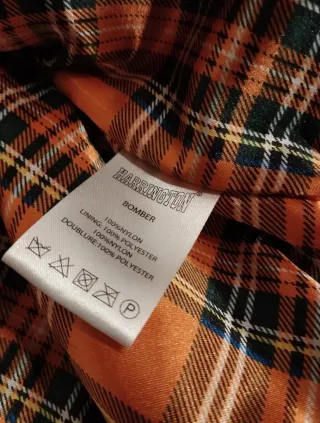 HARRINGTON®
BOMBER
100%NYLON
LINING: 100% POLYESTER
100%NYLON
DOUBLURE:100% POLYESTER
P